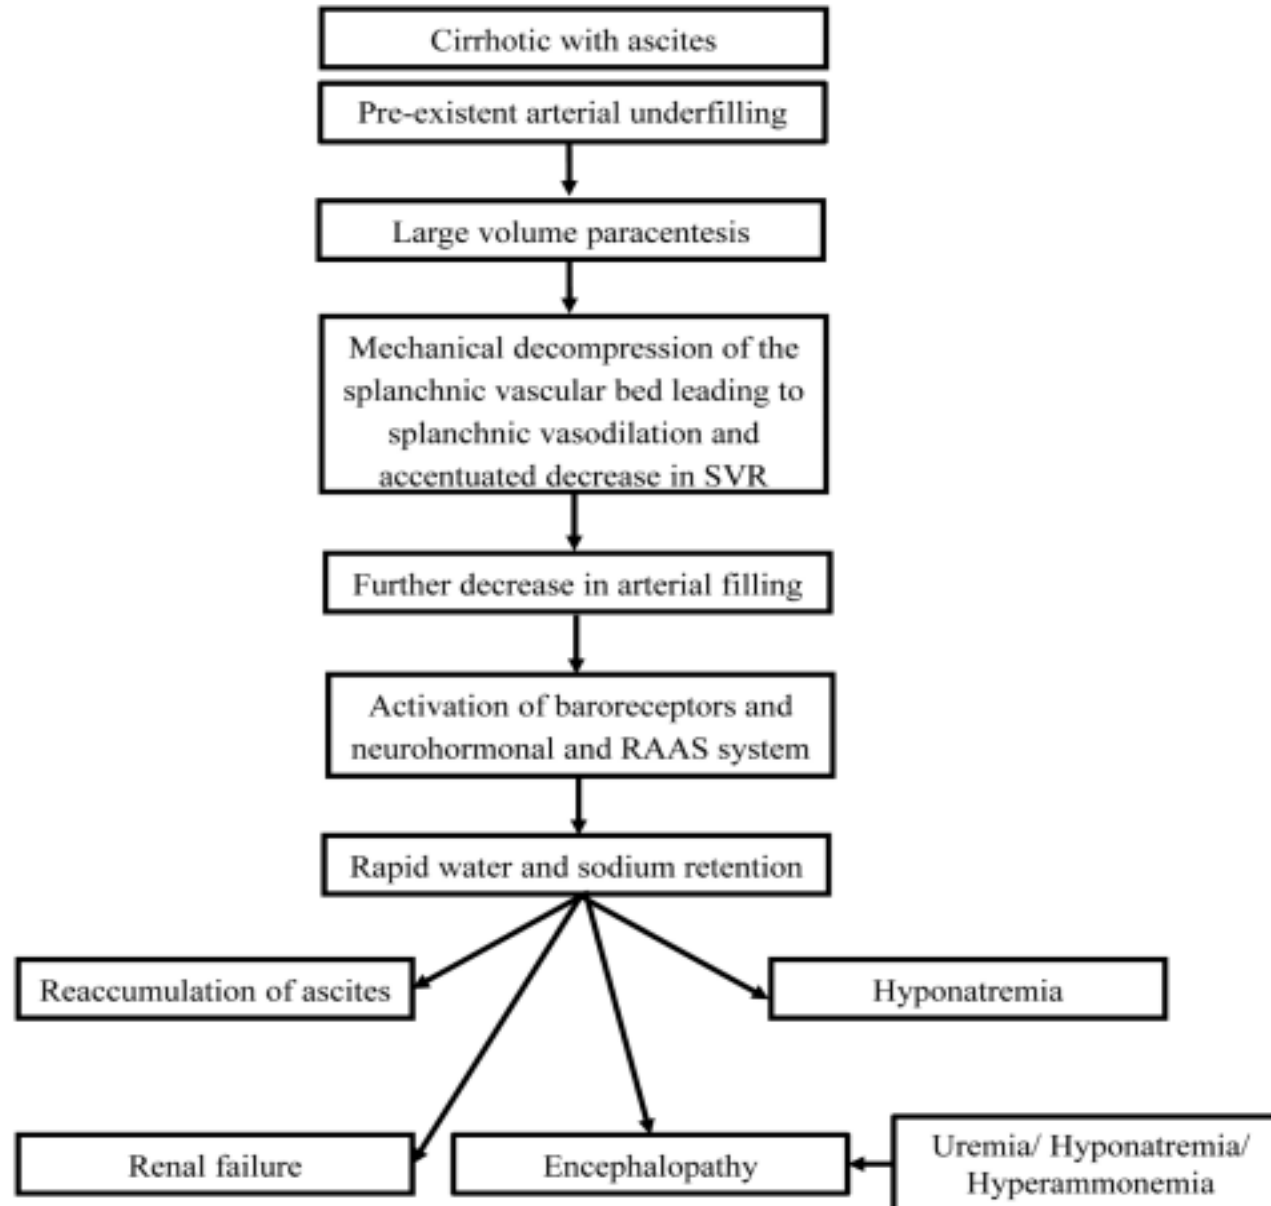 Cirrhotic with ascites
Pre-existent arterial underfilling
Large volume paracentesis
Mechanical decompression of the
splanchnic vascular bed leading to
splanchnic vasodilation and
accentuated decrease in SVR
Further decrease in arterial filling
Activation of baroreceptors and
neurohormonal and RAAS system
Rapid water and sodium retention
Reaccumulation of ascites
Hyponatremia
Renal failure
Encephalopathy
Uremia/ Hyponatremia/
Hyperammonemia